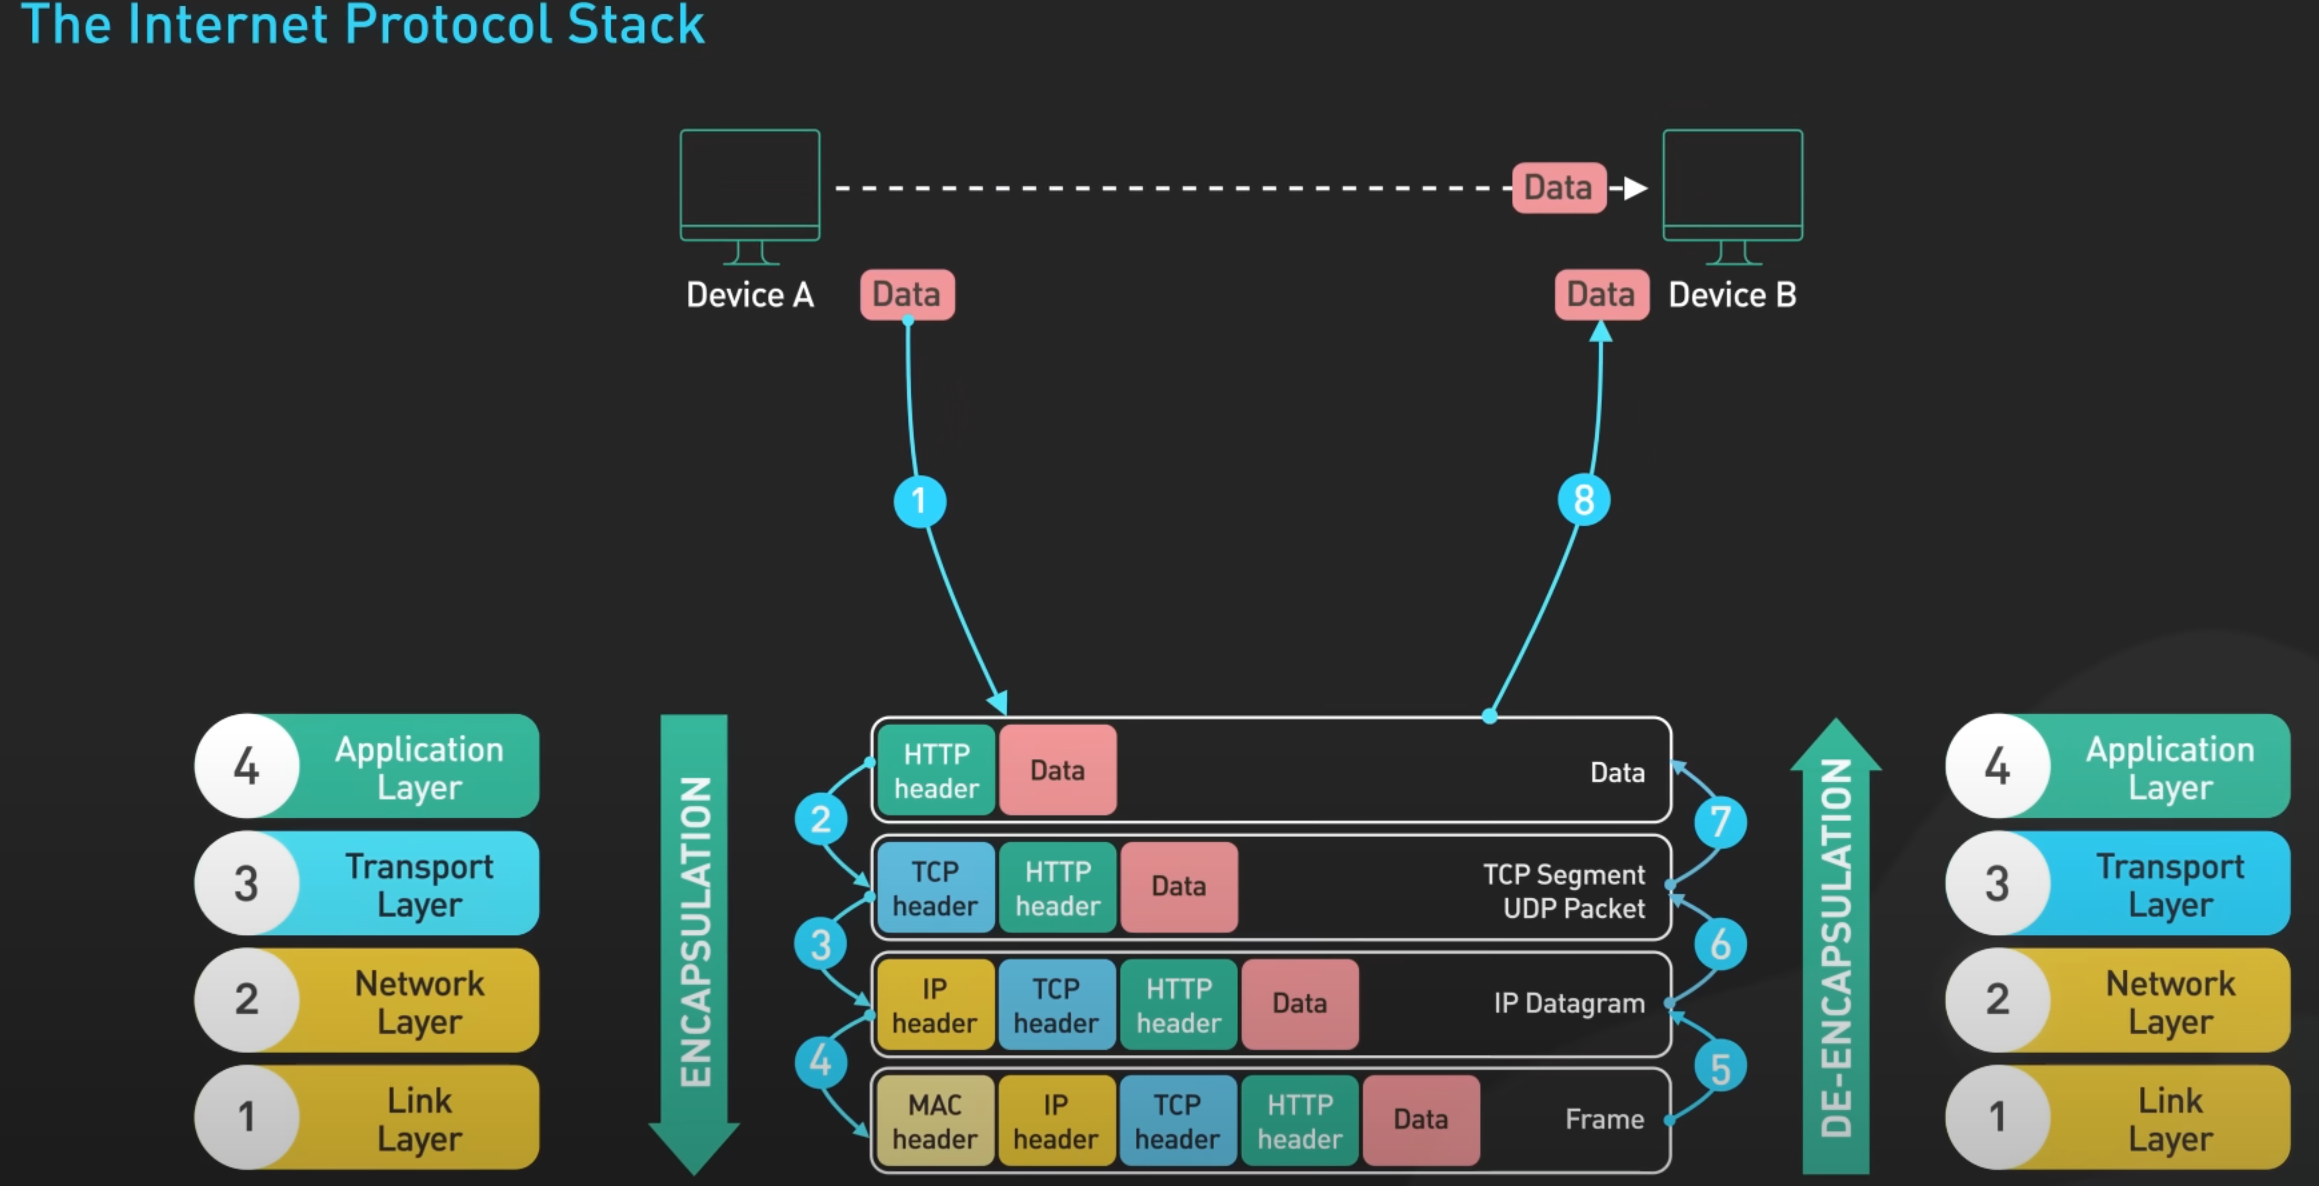 The Internet Protocol Stack
Data
Device A
Data
Data
Device B
1
8
4
Application
Layer
3
Transport
Layer
2
Network
Layer
1
Link
Layer
ENCAPSULATION
2
3
4
HTTP
header
Data
Data
TCP
header
HTTP
header
Data
TCP Segment
UDP Packet
IP
header
TCP
header
HTTP
header
Data
IP Datagram
MAC
header
IP
header
TCP
header
HTTP
header
Data
Frame
7
6
5
DE-ENCAPSULATION
4
Application
Layer
3
Transport
Layer
2
Network
Layer
1
Link
Layer